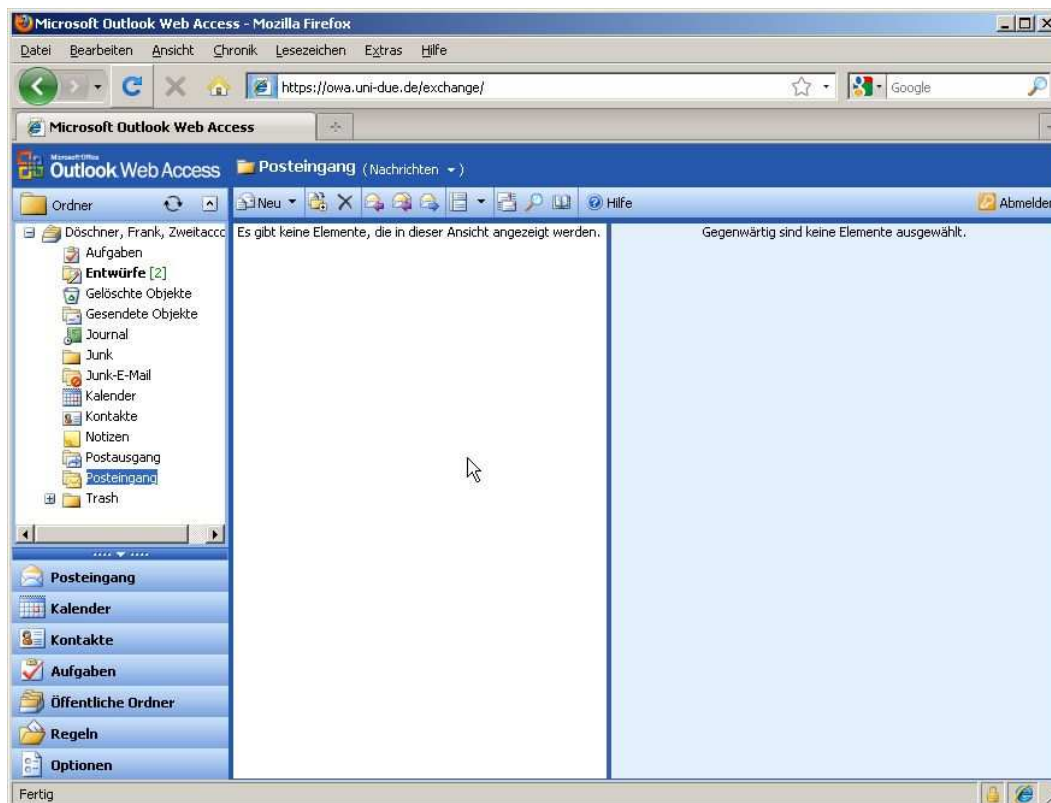 Microsoft Outlook Web Access - Mozilla Firefox
Datei Bearbeiten Ansicht Chronik Lesezeichen Extras Hilfe
https://owa.uni-due.de/exchange/ Google
Microsoft Outlook Web Access
Microsoft Office
Outlook Web Access Posteingang (Nachrichten)
Ordner Neu Hilfe Abmelden
Döschner, Frank, Zweitacco
Es gibt keine Elemente, die in dieser Ansicht angezeigt werden.
Gegenwärtig sind keine Elemente ausgewählt.
Aufgaben
Entwürfe [2]
Gelöschte Objekte
Gesendete Objekte
Journal
Junk
Junk-E-Mail
Kalender
Kontakte
Notizen
Postausgang
Posteingang
Trash
Posteingang
Kalender
Kontakte
Aufgaben
Öffentliche Ordner
Regeln
Optionen
Fertig